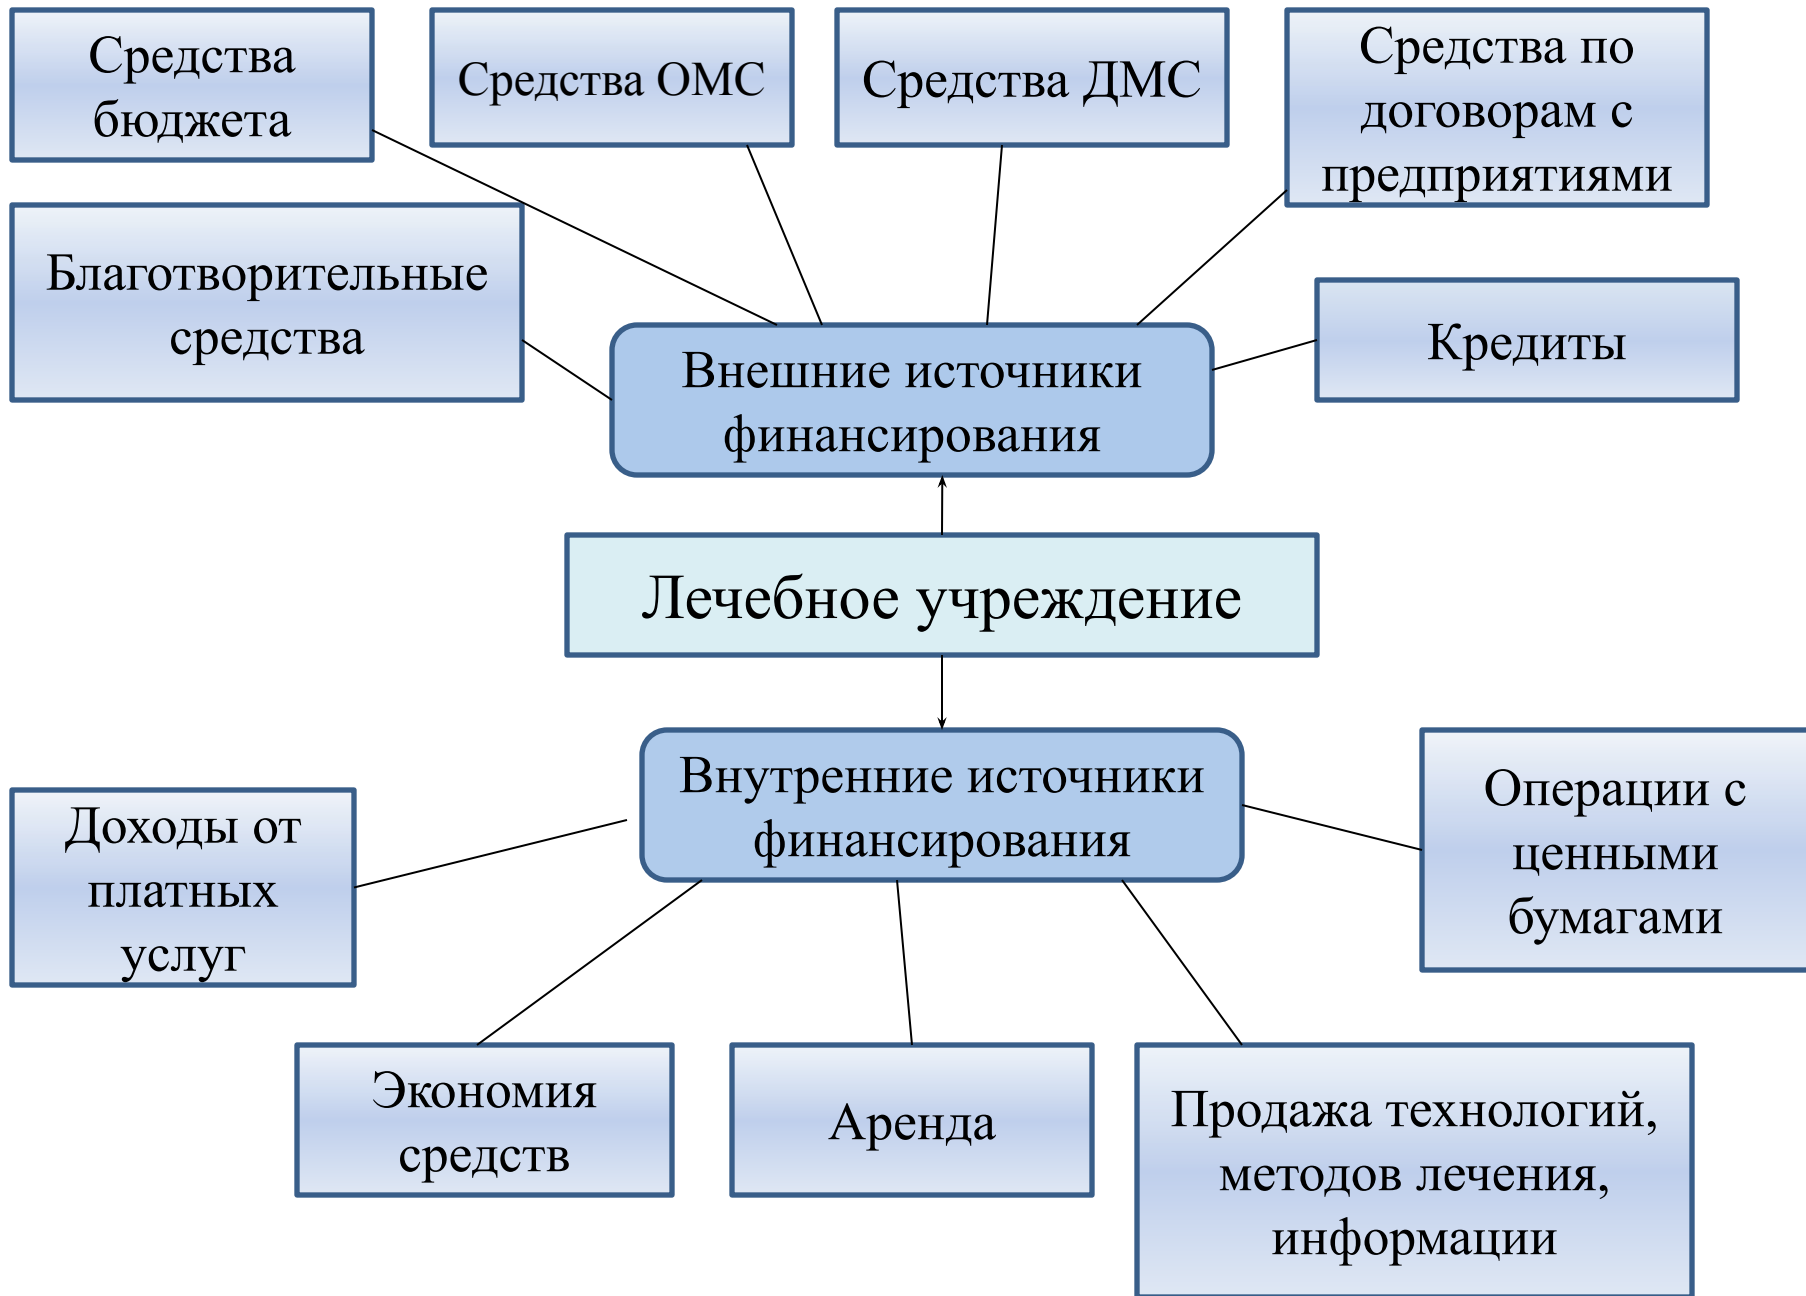 Средства
бюджета
Средства ОМС
Средства ДМС
Средства по
договорам с
предприятиями
Благотворительные
средства
Кредиты
Внешние источники
финансирования
Лечебное учреждение
Внутренние источники
финансирования
Доходы от
платных
услуг
Операции с
ценными
бумагами
Экономия
средств
Аренда
Продажа технологий,
методов лечения,
информации